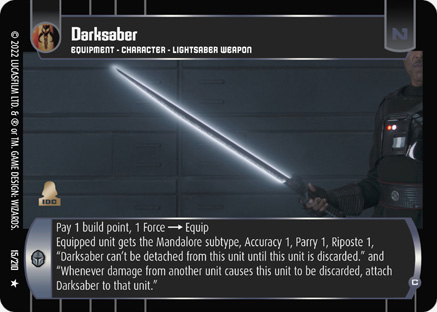 Darksaber
N
EQUIPMENT - CHARACTER - LIGHTSABER WEAPON
© 2022 LUCASFILM LTD. & ® or TM. GAME DESIGN: WIZARDS.
15/210
IDC
Pay 1 build point, 1 Force → Equip
Equipped unit gets the Mandalore subtype, Accuracy 1, Parry 1, Riposte 1,
“Darksaber can't be detached from this unit until this unit is discarded.” and
“Whenever damage from another unit causes this unit to be discarded, attach
Darksaber to that unit.”
C